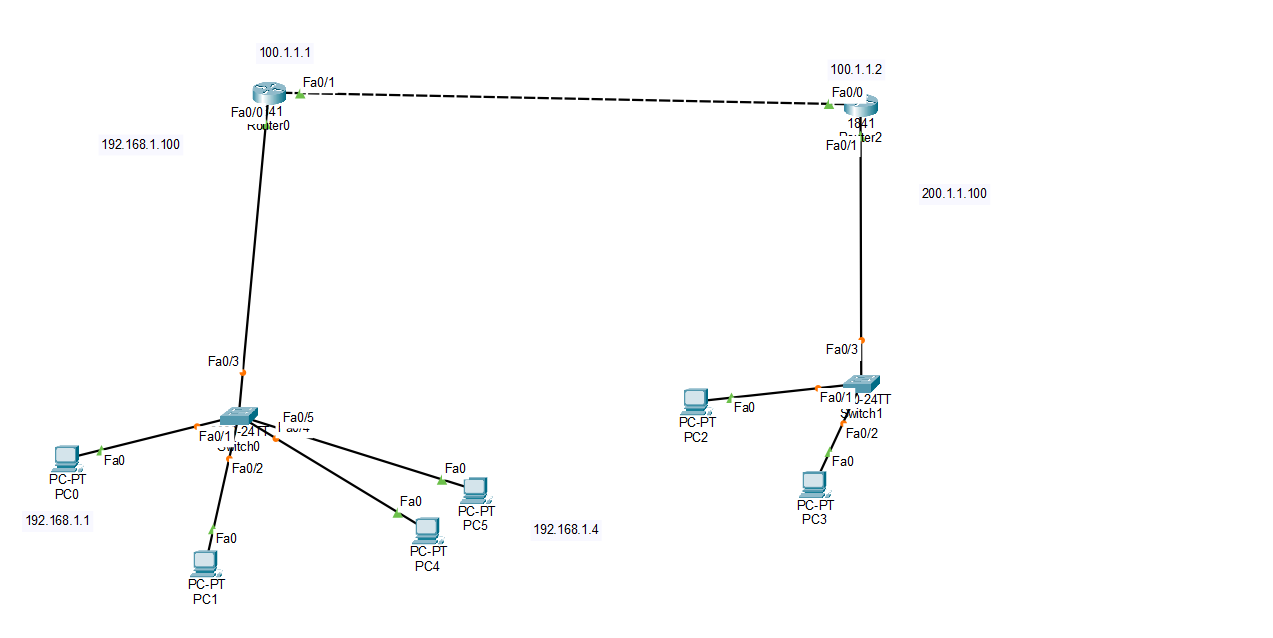 100.1.1.1
Fa0/1
100.1.1.2
Fa0/0
Fa0/0
41
Router0
1841
Router2
Fa0/1
192.168.1.100
200.1.1.100
Fa0/3
Fa0/3
Fa0/5
Fa0/4
Fa0/1
-24TT
Switch0
Fa0/2
Fa0/1
-24TT
Switch1
Fa0/2
Fa0
PC-PT
PC2
Fa0
PC-PT
PC3
Fa0
PC-PT
PC0
192.168.1.1
Fa0
PC-PT
PC5
Fa0
PC-PT
PC4
192.168.1.4
Fa0
PC-PT
PC1